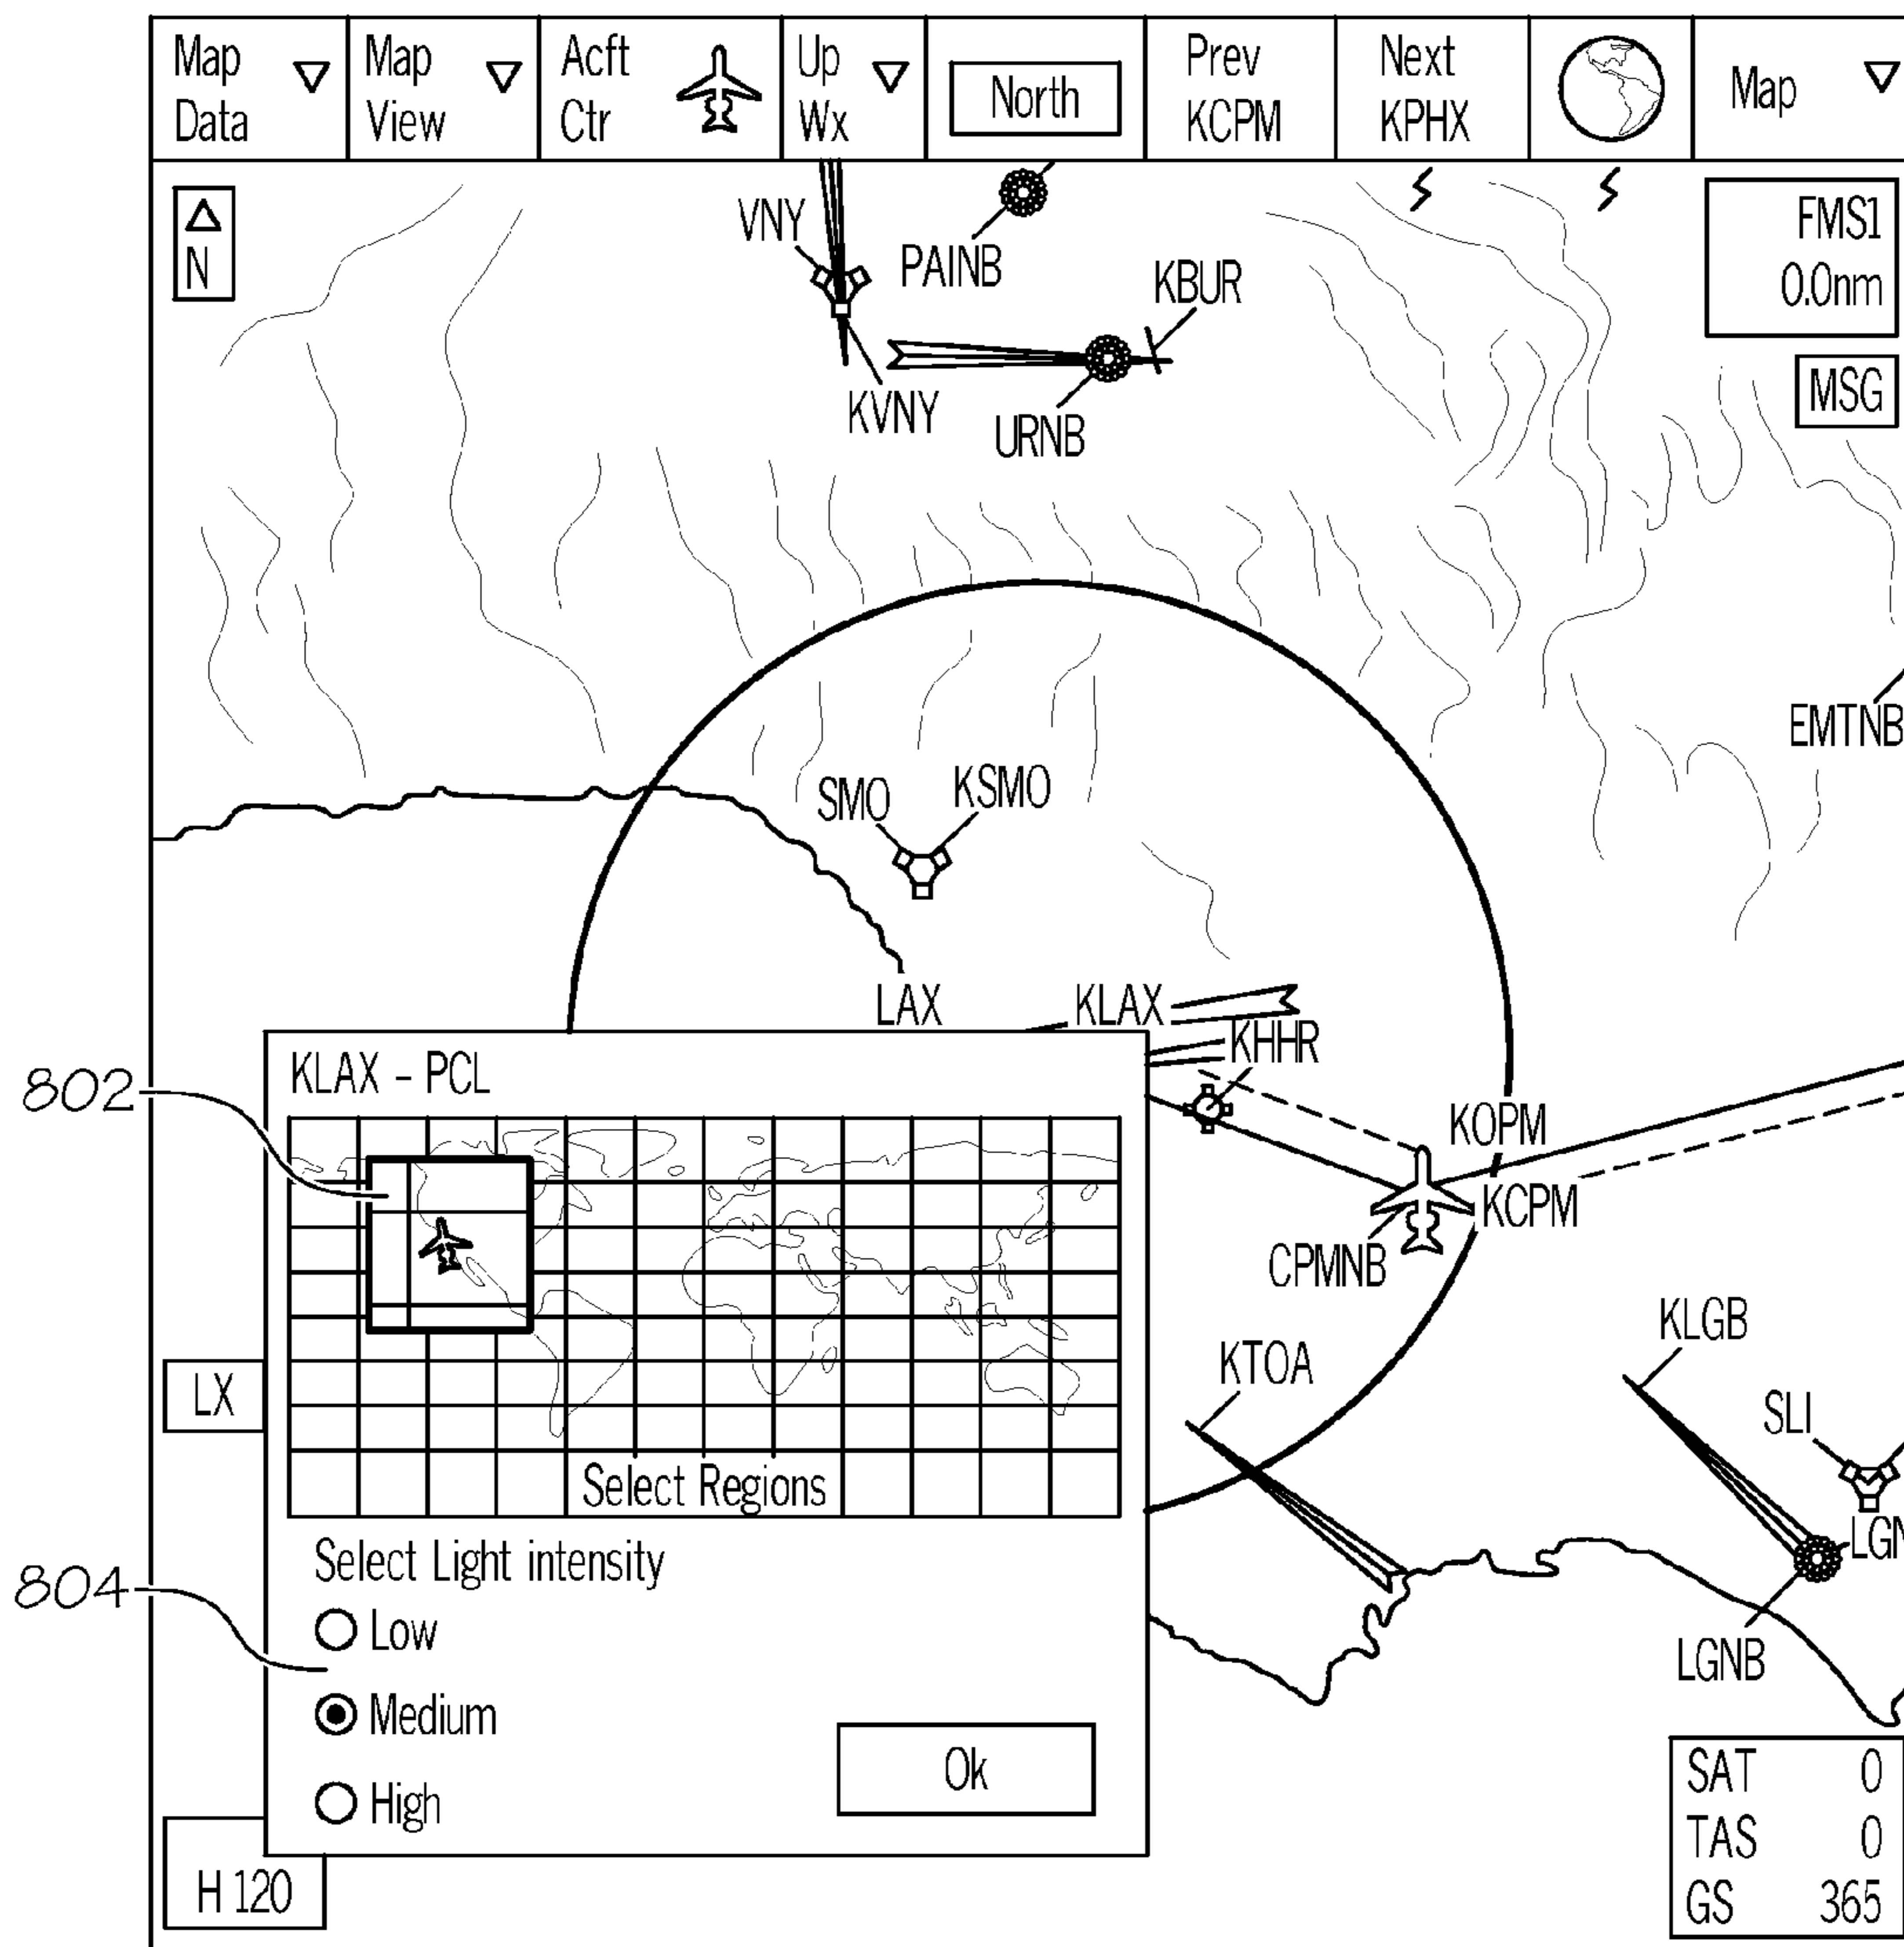 Map Data
Map View
Acft Ctr
Up Wx
North
Prev KCPM
Next KPHX
Map
N
VNY
PAINB
KBUR
FMS1
0.0nm
MSG
KVNY
URNB
EMTNB
SMO
KSMO
LAX
KLAX
KHHR
802
KLAX - PCL
KOPM
KCPM
CPMNB
KLGB
KTOA
LX
SLI
Select Regions
LGN
Select Light intensity
804
Low
LGNB
Medium
Ok
High
SAT 0
TAS 0
GS 365
H 120